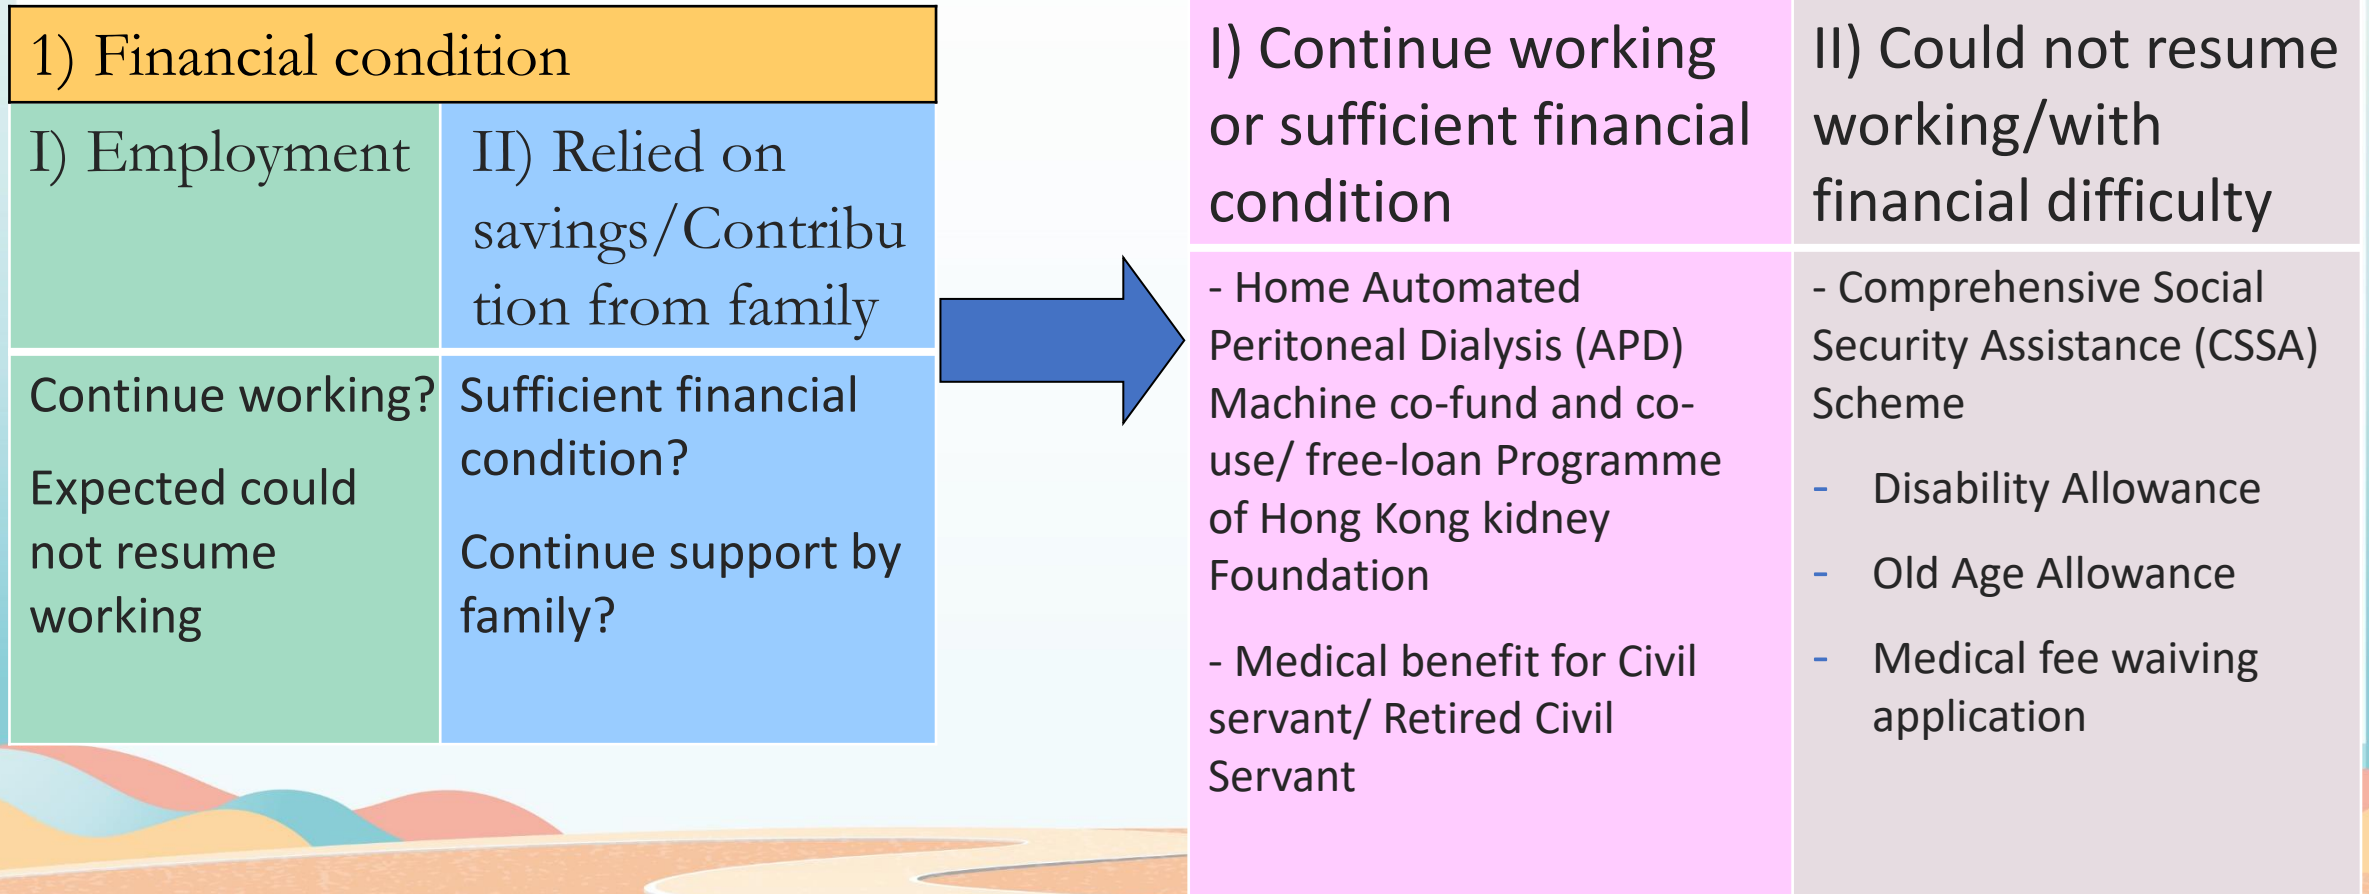 1) Financial condition
I) Employment
II) Relied on
savings/Contribu
tion from family
Continue working?
Expected could
not resume
working
Sufficient financial
condition?
Continue support by
family?
I) Continue working
or sufficient financial
condition
II) Could not resume
working/with
financial difficulty
- Home Automated
Peritoneal Dialysis (APD)
Machine co-fund and co-
use/ free-loan Programme
of Hong Kong kidney
Foundation
- Medical benefit for Civil
servant/ Retired Civil
Servant
- Comprehensive Social
Security Assistance (CSSA)
Scheme
- Disability Allowance
- Old Age Allowance
- Medical fee waiving
application